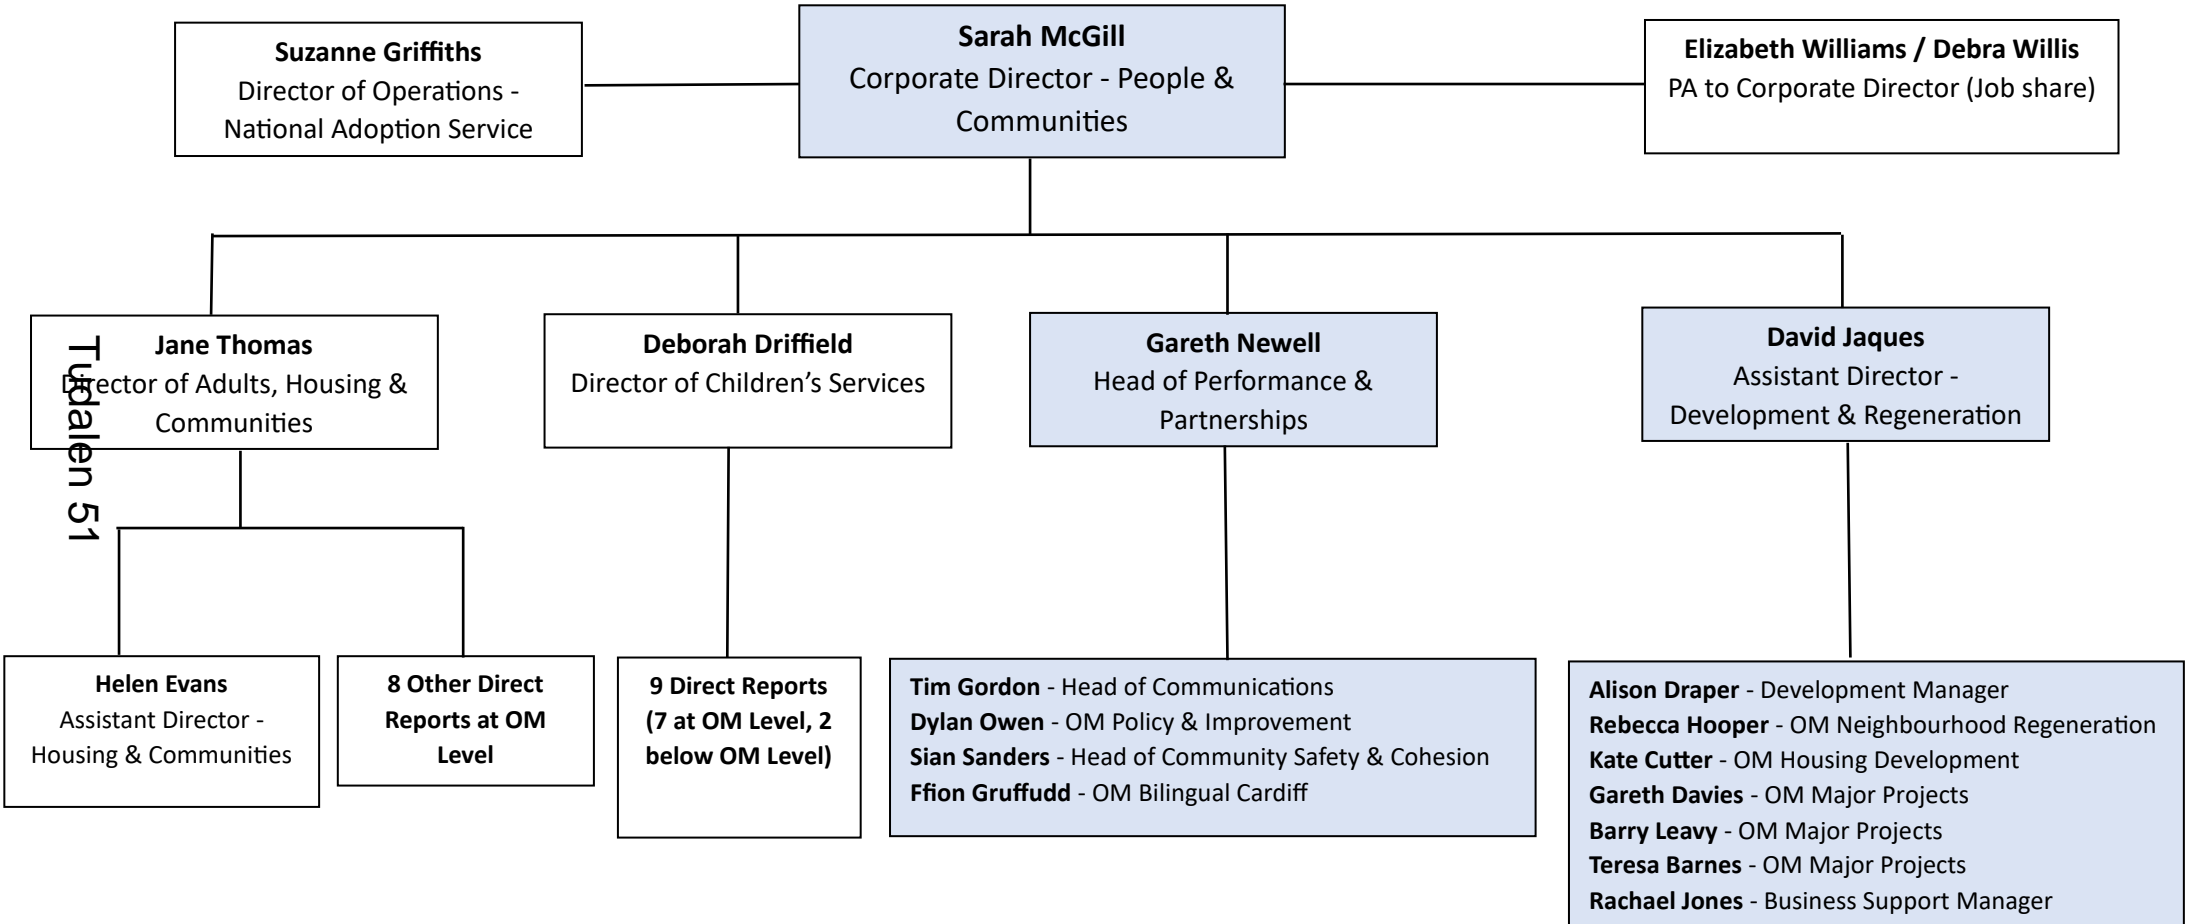 Suzanne Griffiths
Director of Operations -
National Adoption Service
Sarah McGill
Corporate Director - People &
Communities
Elizabeth Williams / Debra Willis
PA to Corporate Director (Job share)
Jane Thomas
Director of Adults, Housing &
Communities
Deborah Driffield
Director of Children’s Services
Gareth Newell
Head of Performance &
Partnerships
David Jaques
Assistant Director -
Development & Regeneration
Tudalen 51
Helen Evans
Assistant Director -
Housing & Communities
8 Other Direct
Reports at OM
Level
9 Direct Reports
(7 at OM Level, 2
below OM Level)
Tim Gordon - Head of Communications
Dylan Owen - OM Policy & Improvement
Sian Sanders - Head of Community Safety & Cohesion
Ffion Gruffudd - OM Bilingual Cardiff
Alison Draper - Development Manager
Rebecca Hooper - OM Neighbourhood Regeneration
Kate Cutter - OM Housing Development
Gareth Davies - OM Major Projects
Barry Leavy - OM Major Projects
Teresa Barnes - OM Major Projects
Rachael Jones - Business Support Manager